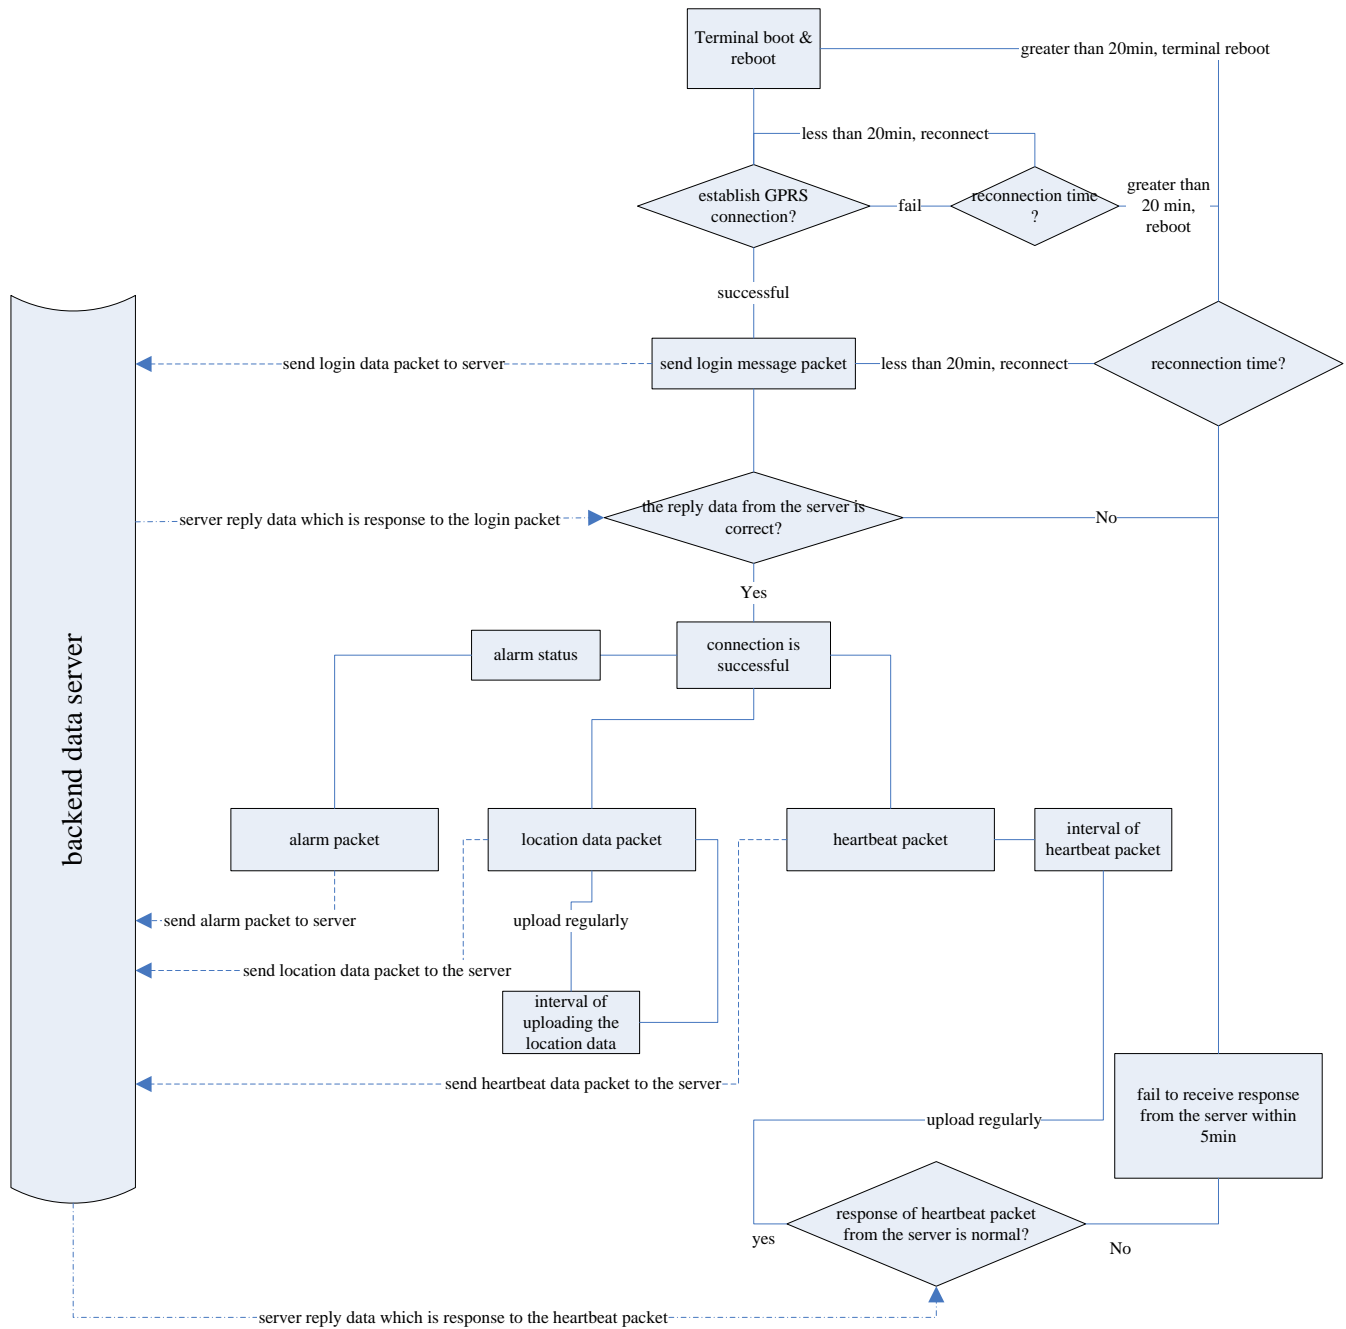 Terminal boot &
reboot
greater than 20min, terminal reboot
less than 20min, reconnect
establish GPRS
connection?
fail
reconnection time
?
greater than
20 min,
reboot
successful
send login data packet to server
send login message packet
less than 20min, reconnect
reconnection time?
server reply data which is response to the login packet
the reply data from the server is
correct?
No
Yes
backend data server
alarm status
connection is
successful
alarm packet
location data packet
heartbeat packet
interval of
heartbeat packet
send alarm packet to server
upload regularly
send location data packet to the server
interval of
uploading the
location data
send heartbeat data packet to the server
fail to receive response
from the server within
5min
upload regularly
response of heartbeat packet
from the server is normal?
yes
No
server reply data which is response to the heartbeat packet